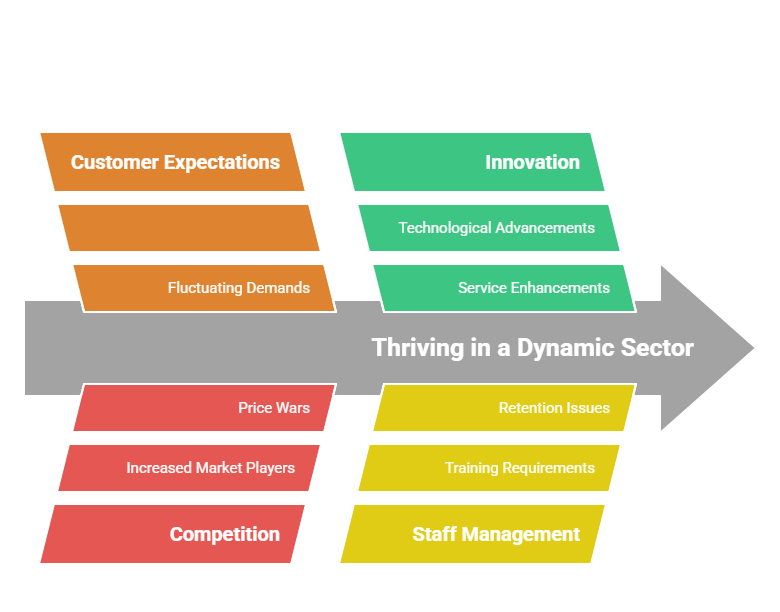 Customer Expectations
Innovation
Technological Advancements
Fluctuating Demands
Service Enhancements
Thriving in a Dynamic Sector
Price Wars
Retention Issues
Increased Market Players
Training Requirements
Competition
Staff Management